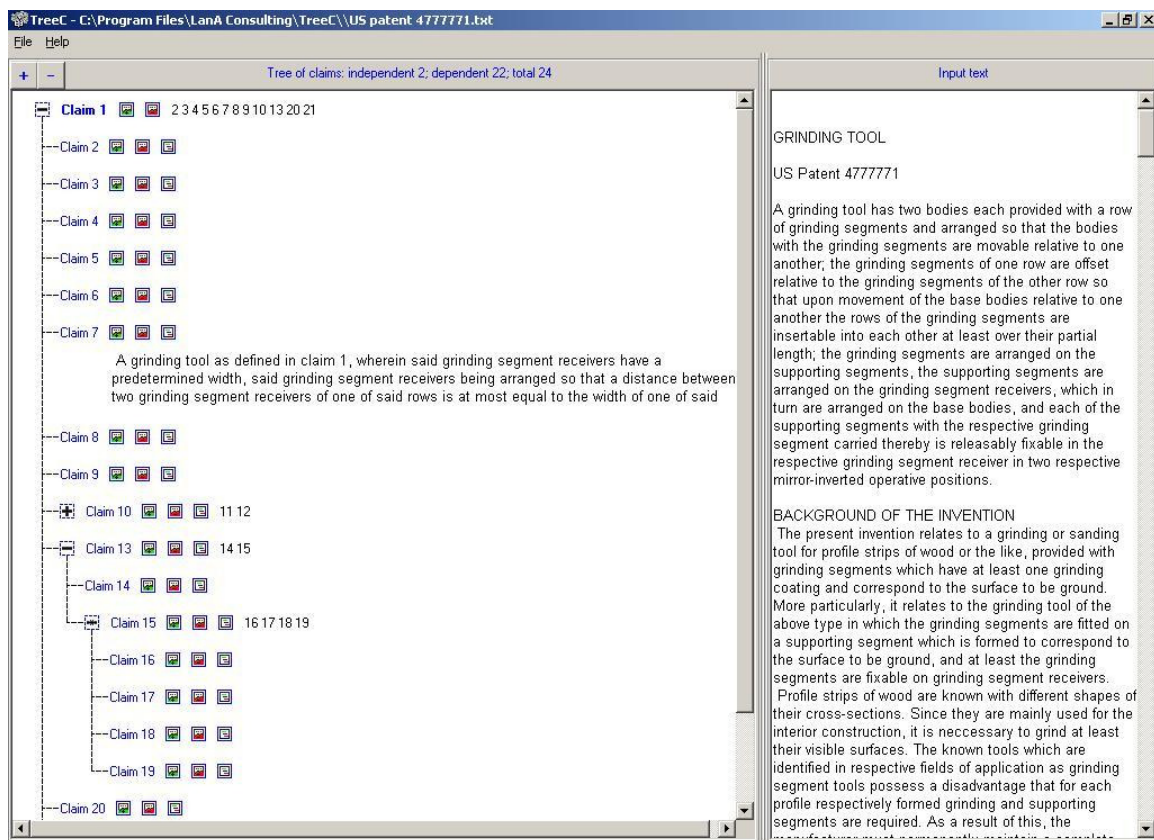 TreeC - C:\Program Files\LanA Consulting\TreeC\\US patent 4777771.txt
File Help
+ -
Tree of claims: independent 2; dependent 22; total 24
Claim 1 2 3 4 5 6 7 8 9 10 13 20 21
Claim 2
Claim 3
Claim 4
Claim 5
Claim 6
Claim 7
A grinding tool as defined in claim 1, wherein said grinding segment receivers have a
predetermined width, said grinding segment receivers being arranged so that a distance between
two grinding segment receivers of one of said rows is at most equal to the width of one of said
Claim 8
Claim 9
Claim 10 11 12
Claim 13 14 15
Claim 14
Claim 15 16 17 18 19
Claim 16
Claim 17
Claim 18
Claim 19
Claim 20
Input text
GRINDING TOOL
US Patent 4777771
A grinding tool has two bodies each provided with a row
of grinding segments and arranged so that the bodies
with the grinding segments are movable relative to one
another; the grinding segments of one row are offset
relative to the grinding segments of the other row so
that upon movement of the base bodies relative to one
another the rows of the grinding segments are
insertable into each other at least over their partial
length; the grinding segments are arranged on the
supporting segments, the supporting segments are
arranged on the grinding segment receivers, which in
turn are arranged on the base bodies, and each of the
supporting segments with the respective grinding
segment carried thereby is releasably fixable in the
respective grinding segment receiver in two respective
mirror-inverted operative positions.
BACKGROUND OF THE INVENTION
The present invention relates to a grinding or sanding
tool for profile strips of wood or the like, provided with
grinding segments which have at least one grinding
coating and correspond to the surface to be ground.
More particularly, it relates to the grinding tool of the
above type in which the grinding segments are fitted on
a supporting segment which is formed to correspond to
the surface to be ground, and at least the grinding
segments are fixable on grinding segment receivers.
Profile strips of wood are known with different shapes of
their cross-sections. Since they are mainly used for the
interior construction, it is neccessary to grind at least
their visible surfaces. The known tools which are
identified in respective fields of application as grinding
segment tools possess a disadvantage that for each
profile respectively formed grinding and supporting
segments are required. As a result of this, the
manufacturer must permanently maintain a complete